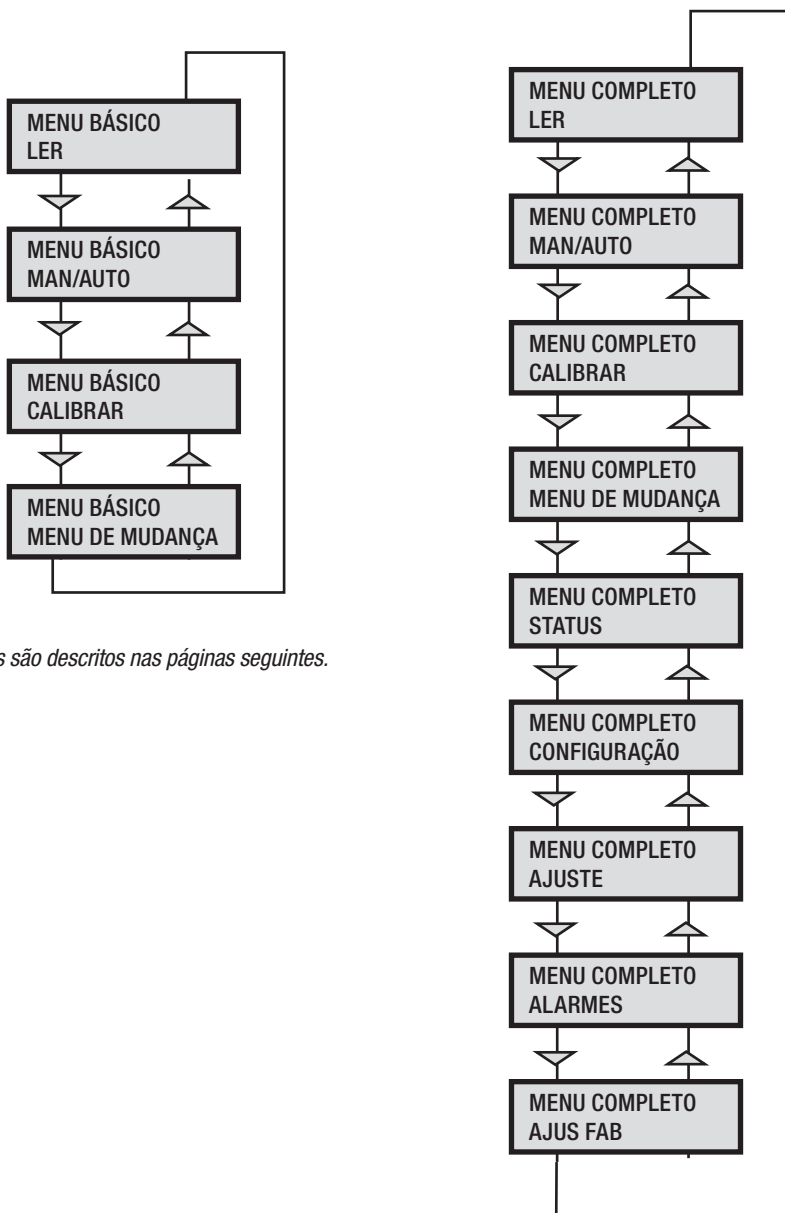 MENU BÁSICO
LER
MENU BÁSICO
MAN/AUTO
MENU BÁSICO
CALIBRAR
MENU BÁSICO
MENU DE MUDANÇA
s são descritos nas páginas seguintes.
MENU COMPLETO
LER
MENU COMPLETO
MAN/AUTO
MENU COMPLETO
CALIBRAR
MENU COMPLETO
MENU DE MUDANÇA
MENU COMPLETO
STATUS
MENU COMPLETO
CONFIGURAÇÃO
MENU COMPLETO
AJUSTE
MENU COMPLETO
ALARMES
MENU COMPLETO
AJUS FAB